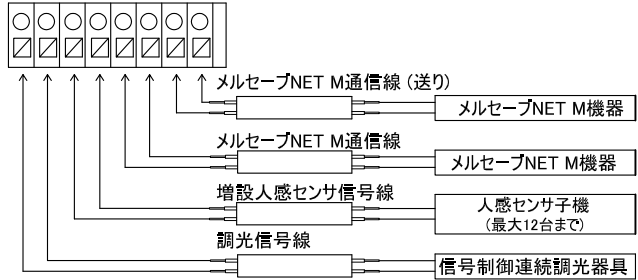 メルセーブNET M通信線 (送り)
メルセーブNET M機器
メルセーブNET M通信線
メルセーブNET M機器
増設人感センサ信号線
人感センサ子機
(最大12台まで)
調光信号線
信号制御連続調光器具